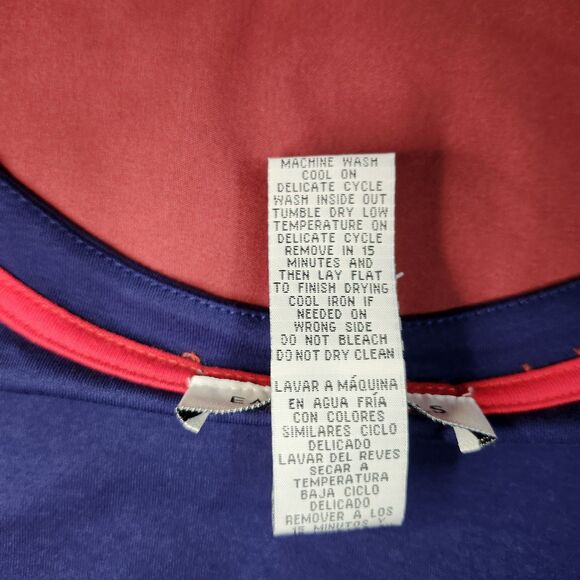 MACHINE WASH
COOL ON
DELICATE CYCLE
WASH INSIDE OUT
TUMBLE DRY LOW
TEMPERATURE ON
DELICATE CYCLE
REMOVE IN 15
MINUTES AND
THEN LAY FLAT
TO FINISH DRYING
COOL IRON IF
NEEDED ON
WRONG SIDE
DO NOT BLEACH
DO NOT DRY CLEAN
LAVAR A MÁQUINA
EN AGUA FRÍA
CON COLORES
SIMILARES CICLO
DELICADO
LAVAR DEL REVES
SECAR A
TEMPERATURA
BAJA CICLO
DELICADO
REMOVER A LOS
15 MINUTOS Y